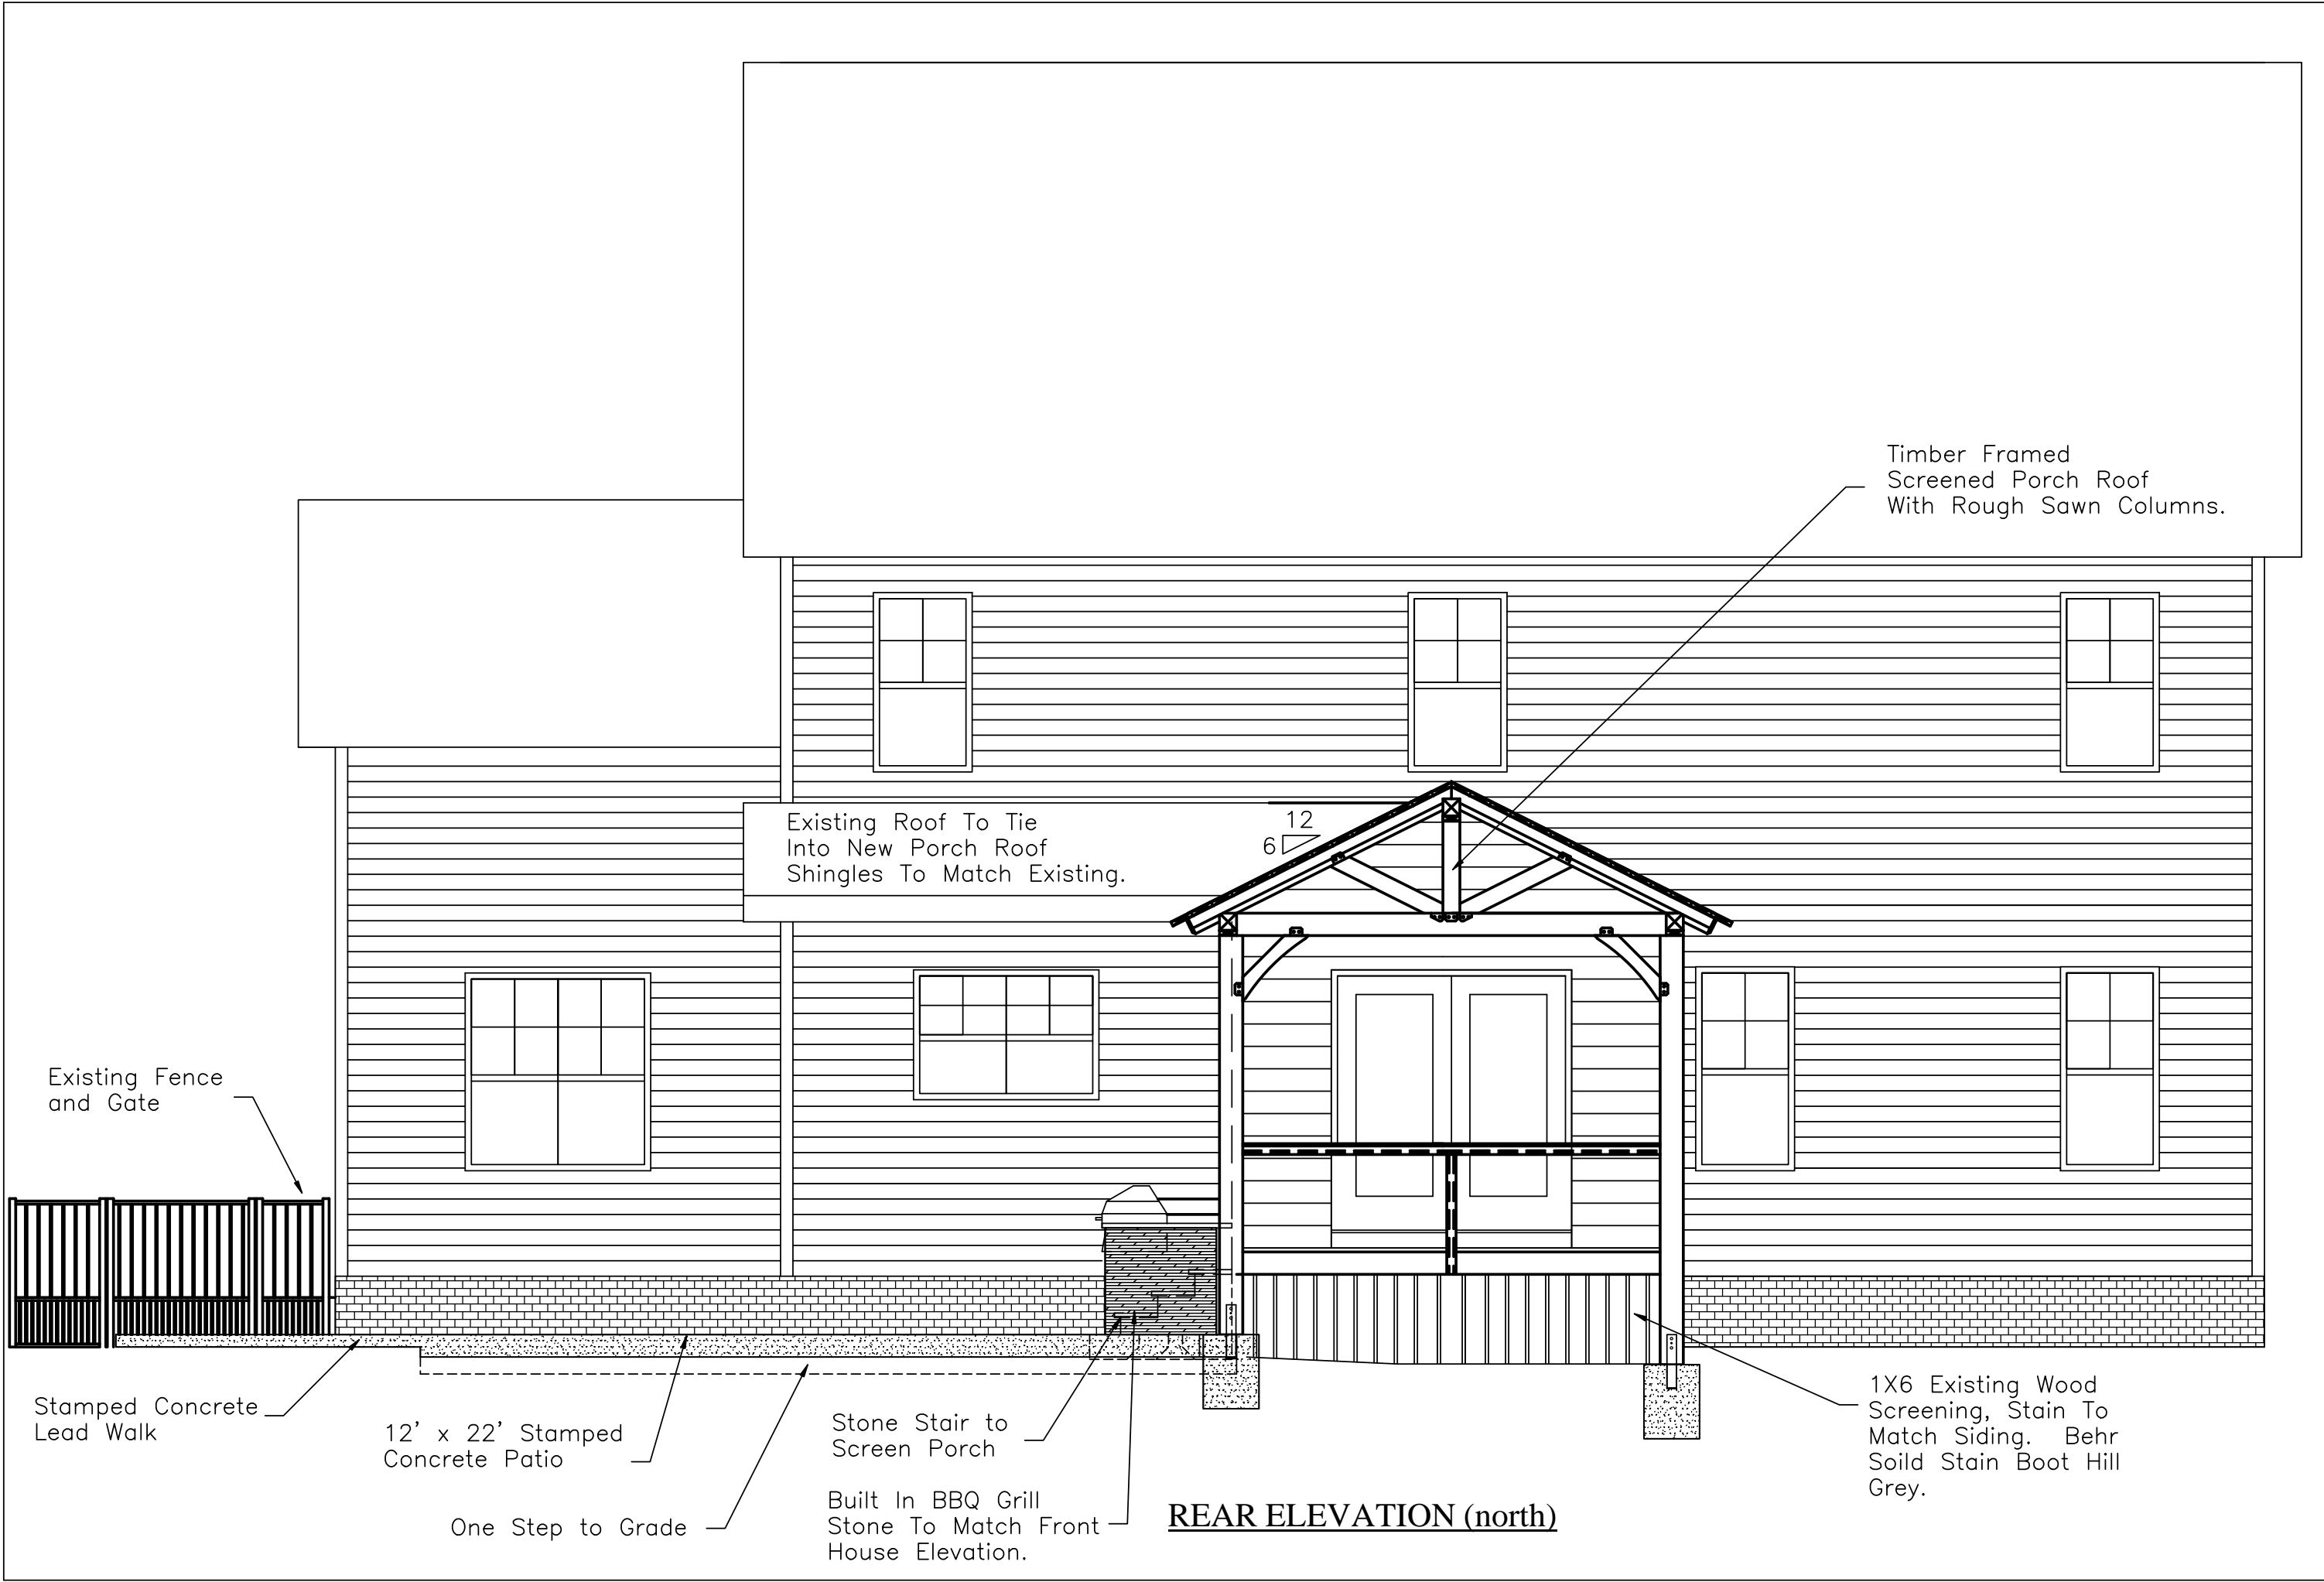 Timber Framed
Screened Porch Roof
With Rough Sawn Columns.
Existing Roof To Tie
Into New Porch Roof
Shingles To Match Existing.
12
6
Existing Fence
and Gate
Stamped Concrete
Lead Walk
12' x 22' Stamped
Concrete Patio
One Step to Grade
Stone Stair to
Screen Porch
Built In BBQ Grill
Stone To Match Front
House Elevation.
1X6 Existing Wood
Screening, Stain To
Match Siding. Behr
Soild Stain Boot Hill
Grey.
REAR ELEVATION (north)